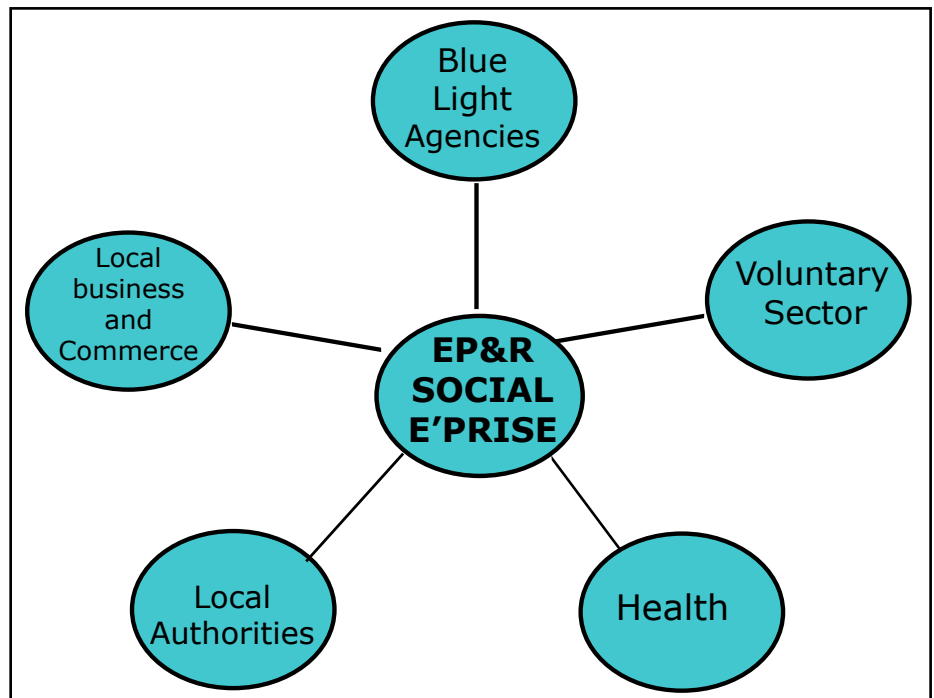 Blue
Light
Agencies
Local
business
and
Commerce
Voluntary
Sector
EP&R
SOCIAL
E’PRISE
Local
Authorities
Health